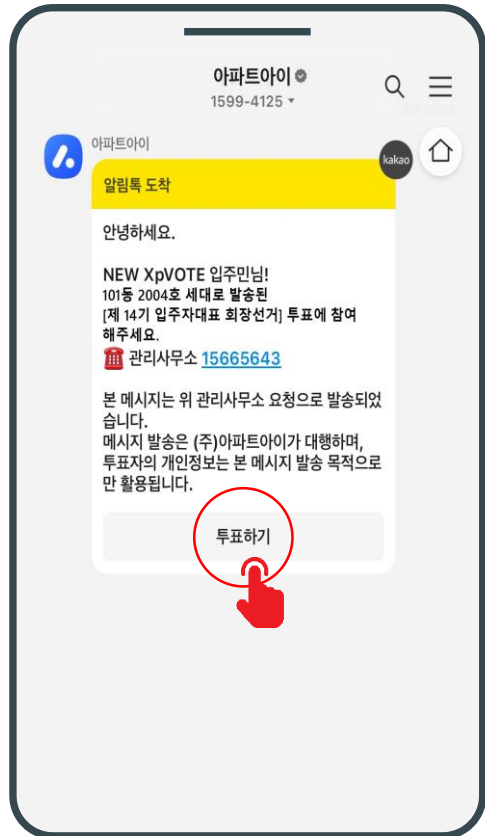 아파트아이
1599-4125
아파트아이
kakao
알림톡 도착
안녕하세요.
NEW XpVOTE 입주민님!
101동 2004호 세대로 발송된
[제 14기 입주자대표 회장선거] 투표에 참여
해주세요.
관리사무소 15665643
본 메시지는 위 관리사무소 요청으로 발송되었
습니다.
메시지 발송은 (주)아파트아이가 대행하며,
투표자의 개인정보는 본 메시지 발송 목적으로
만 활용됩니다.
투표하기